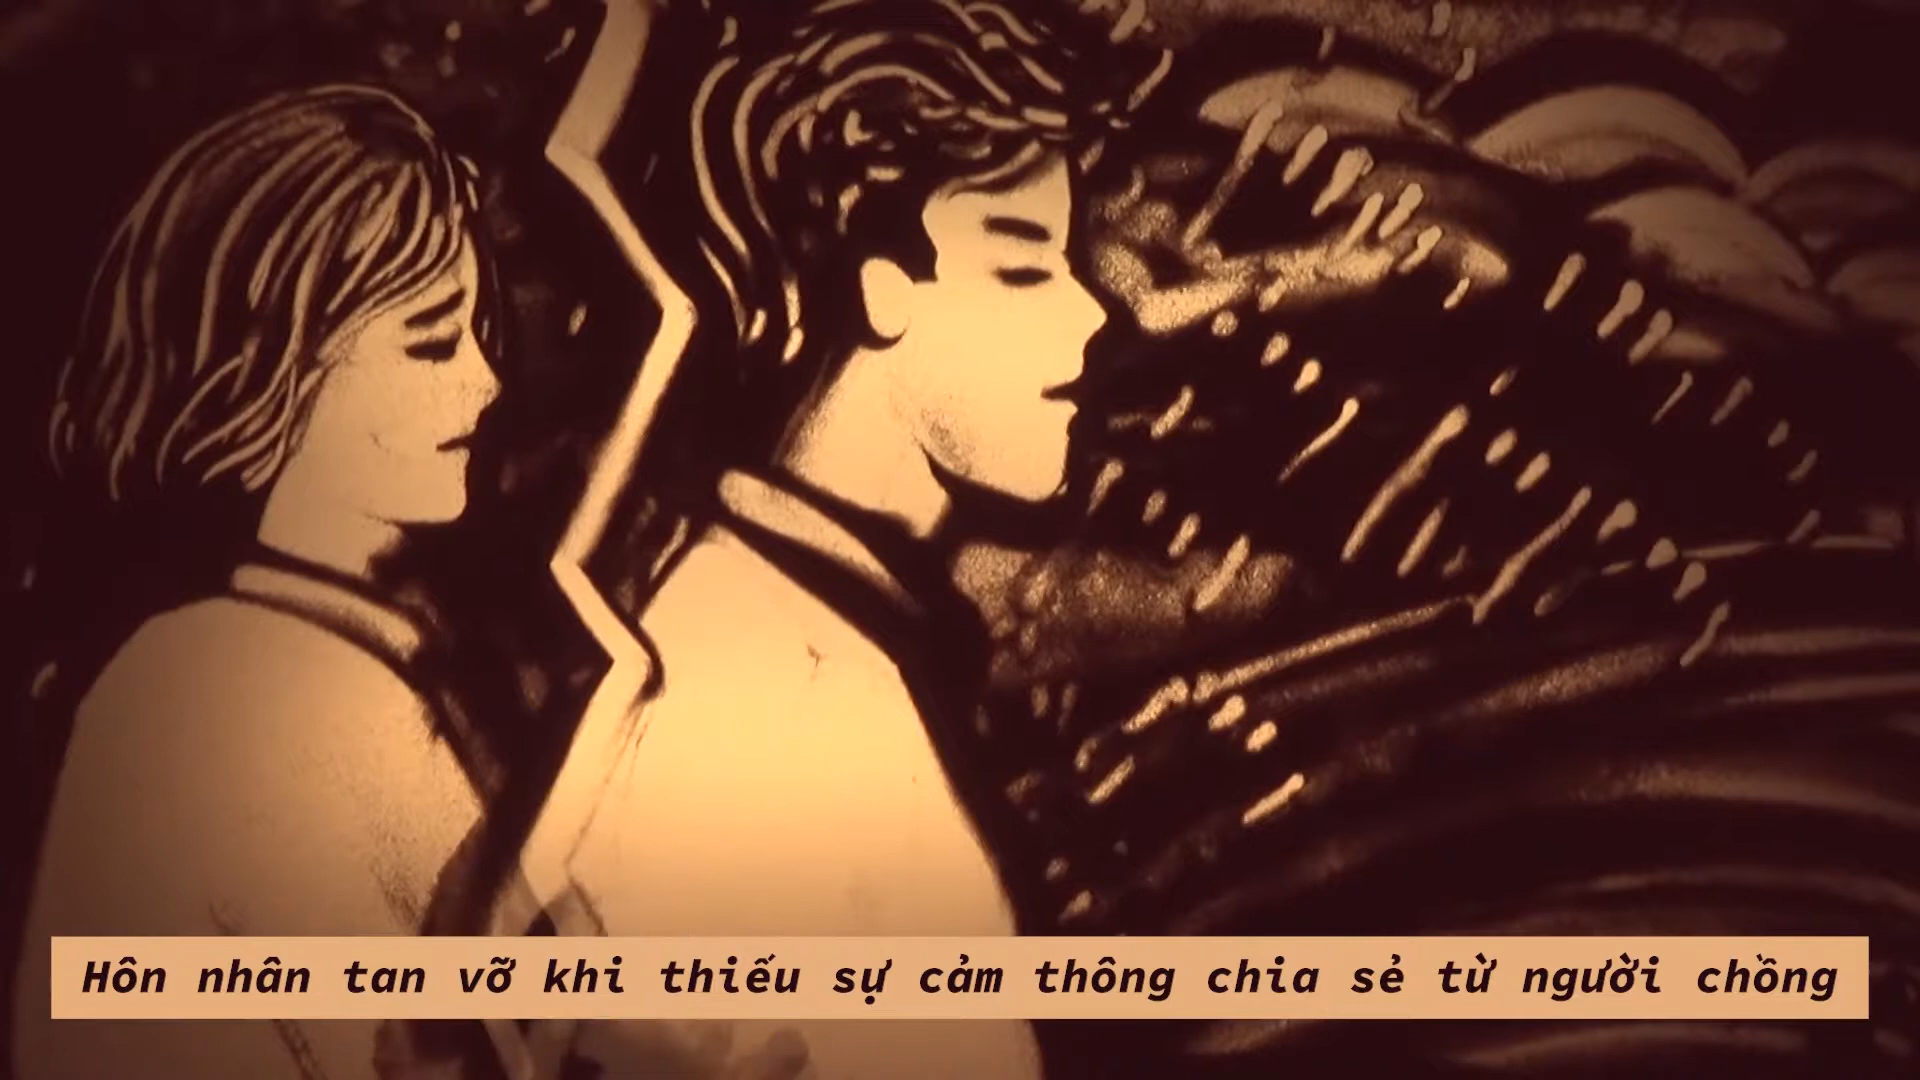 Hôn nhân tan vỡ khi thiếu sự cảm thông chia sẻ từ người chồng